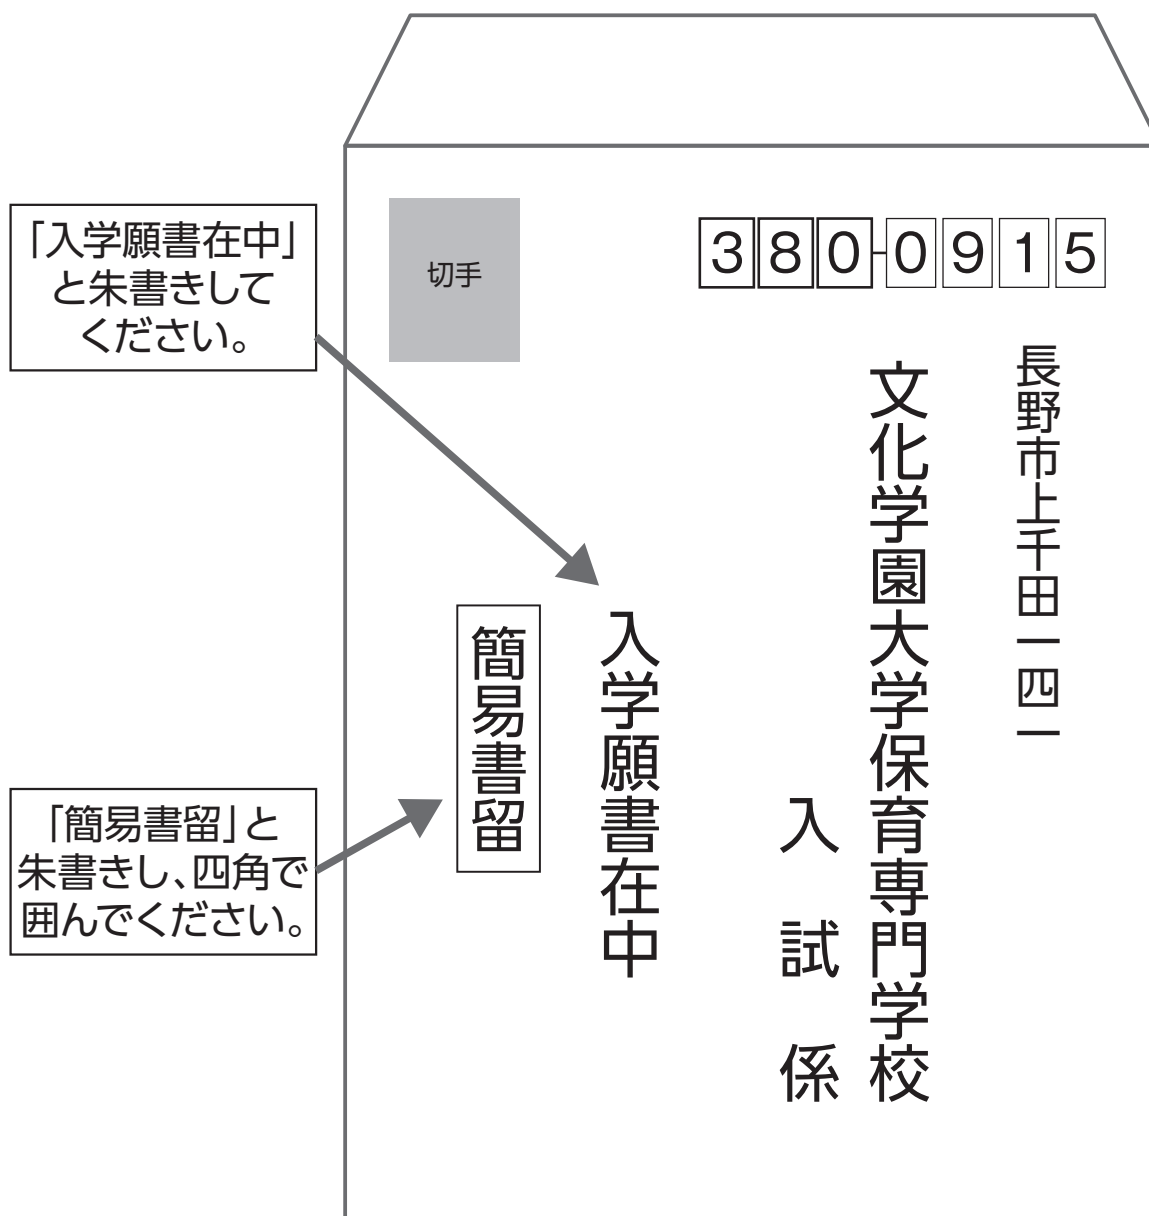 「入学願書在中」
と朱書きして
ください。
切手
380-0915
長野市上千田一四一
文化学園大学保育専門学校
入試係
入学願書在中
簡易書留
「簡易書留」と
朱書きし、四角で
囲んでください。